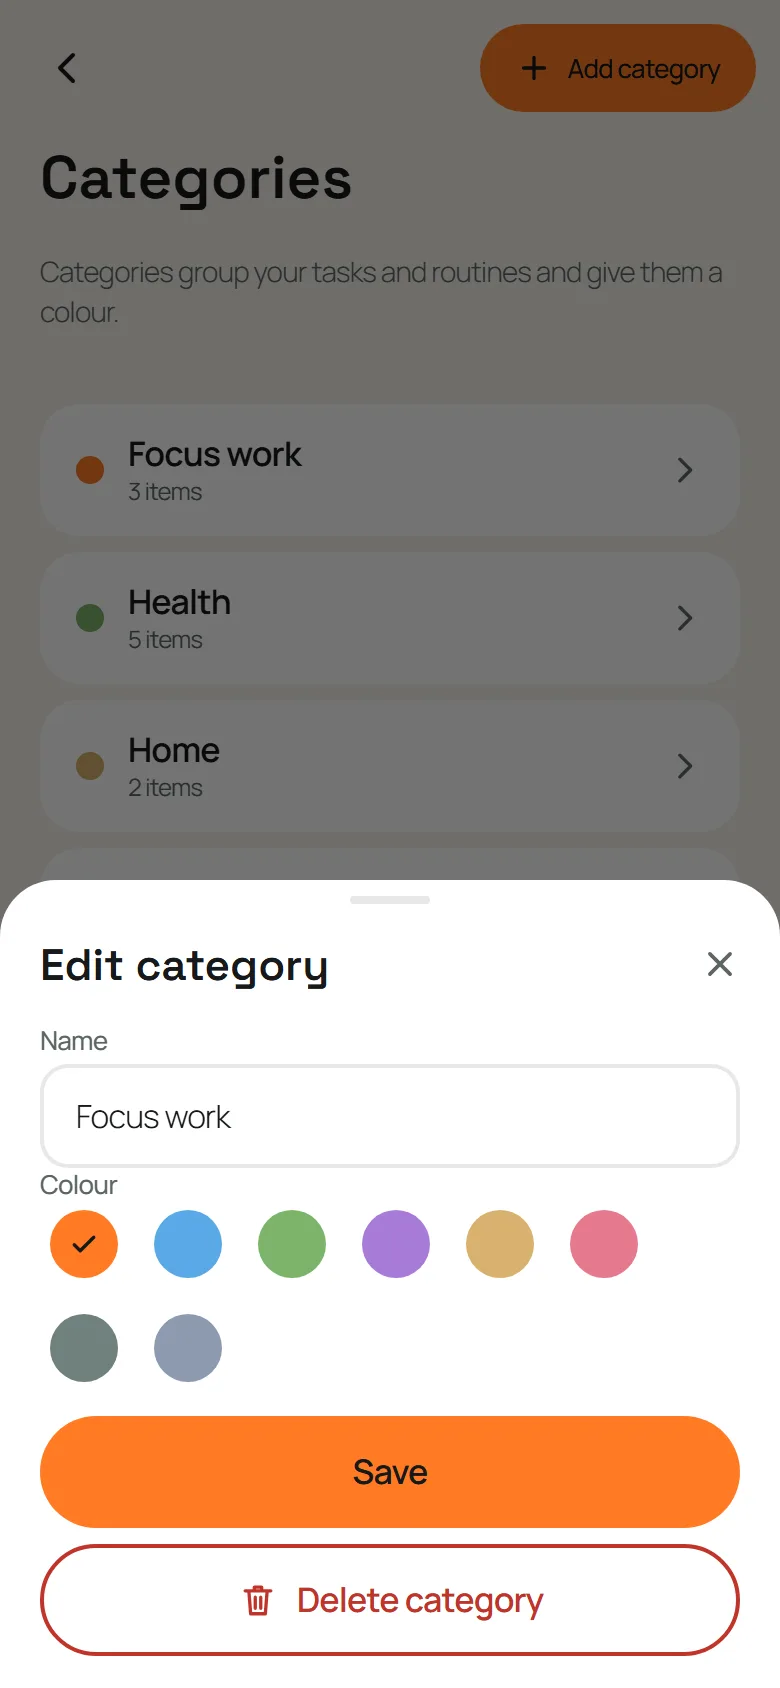 Add category
Categories
Categories group your tasks and routines and give them a
colour.
Focus work
3 items
Health
5 items
Home
2 items
Edit category
Name
Focus work
Colour
Save
Delete category